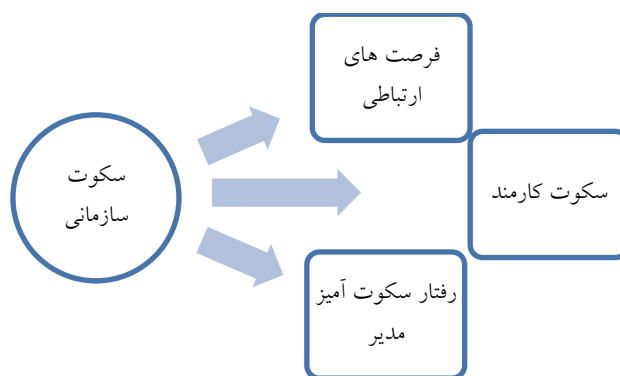 فرصت های
ارتباطی
سکوت
سازمانی
سکوت کارمند
رفتار سکوت آمیز
مدیر